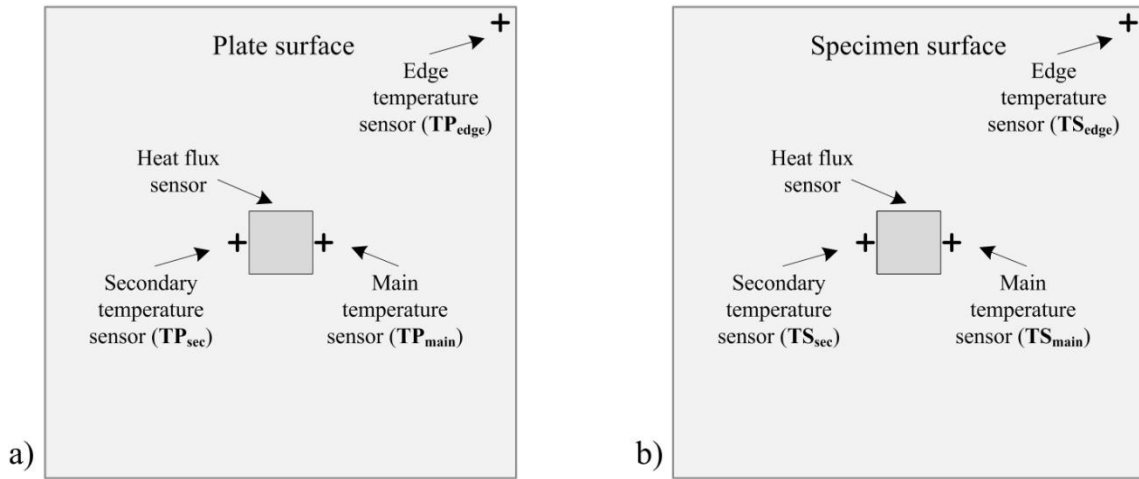 Plate surface
Edge
temperature
sensor (TPedge)
Heat flux
sensor
Secondary
temperature
sensor (TPsec)
Main
temperature
sensor (TPmain)
a)
Specimen surface
Edge
temperature
sensor (TSedge)
Heat flux
sensor
Secondary
temperature
sensor (TSsec)
Main
temperature
sensor (TSmain)
b)